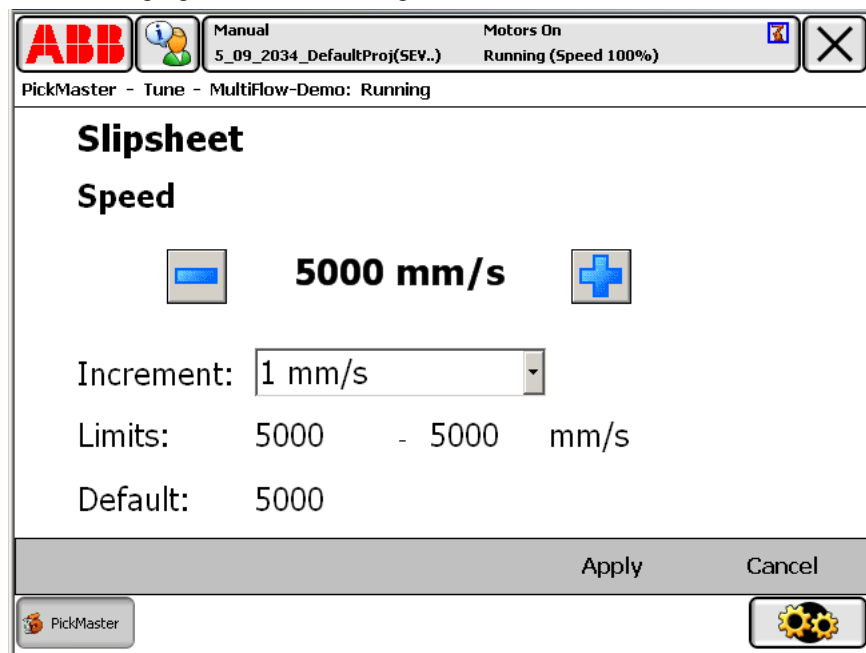 ABB
Manual Motors On
5_09_2034_DefaultProj(SEV..) Running (Speed 100%)
PickMaster - Tune - MultiFlow-Demo: Running
Slipsheet
Speed
5000 mm/s
Increment: 1 mm/s
Limits: 5000 - 5000 mm/s
Default: 5000
Apply Cancel
PickMaster